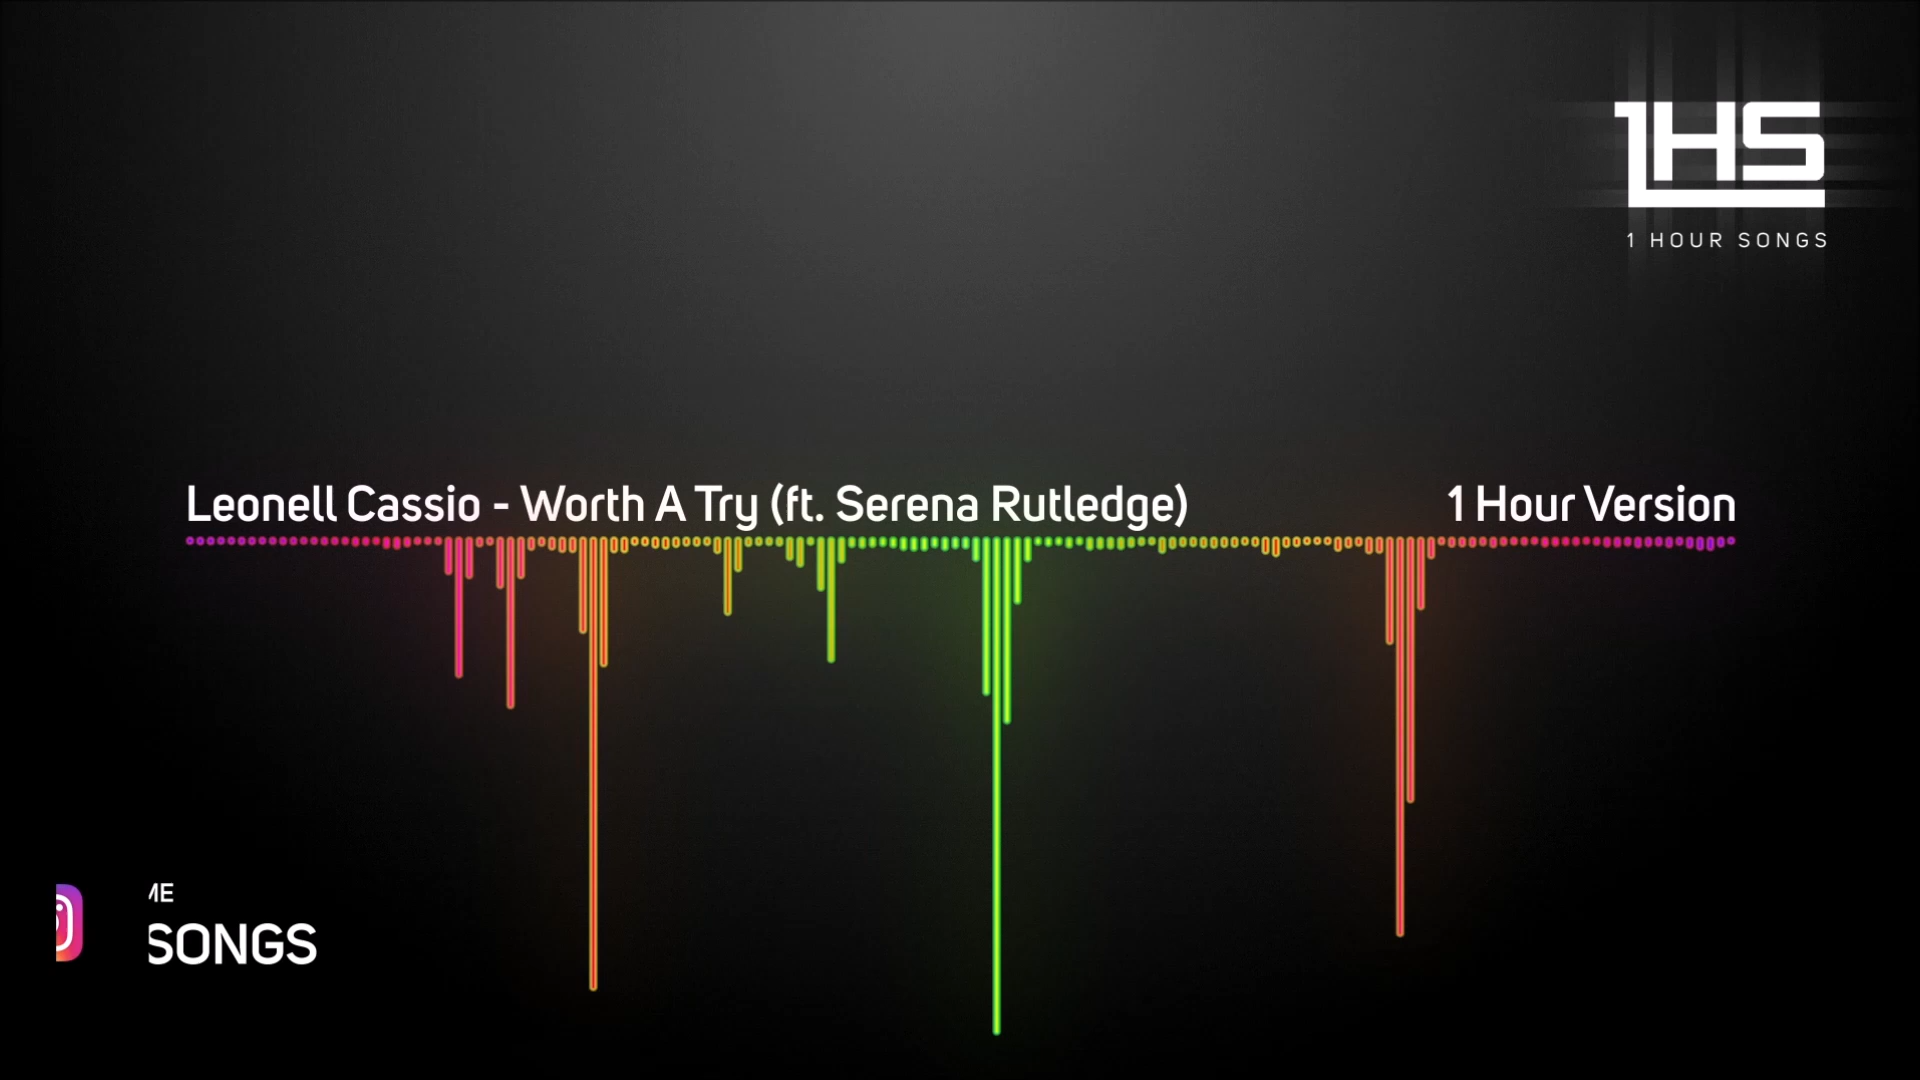 1HS
1 HOUR SONGS
Leonell Cassio - Worth A Try (ft. Serena Rutledge)
1 Hour Version
SONGS